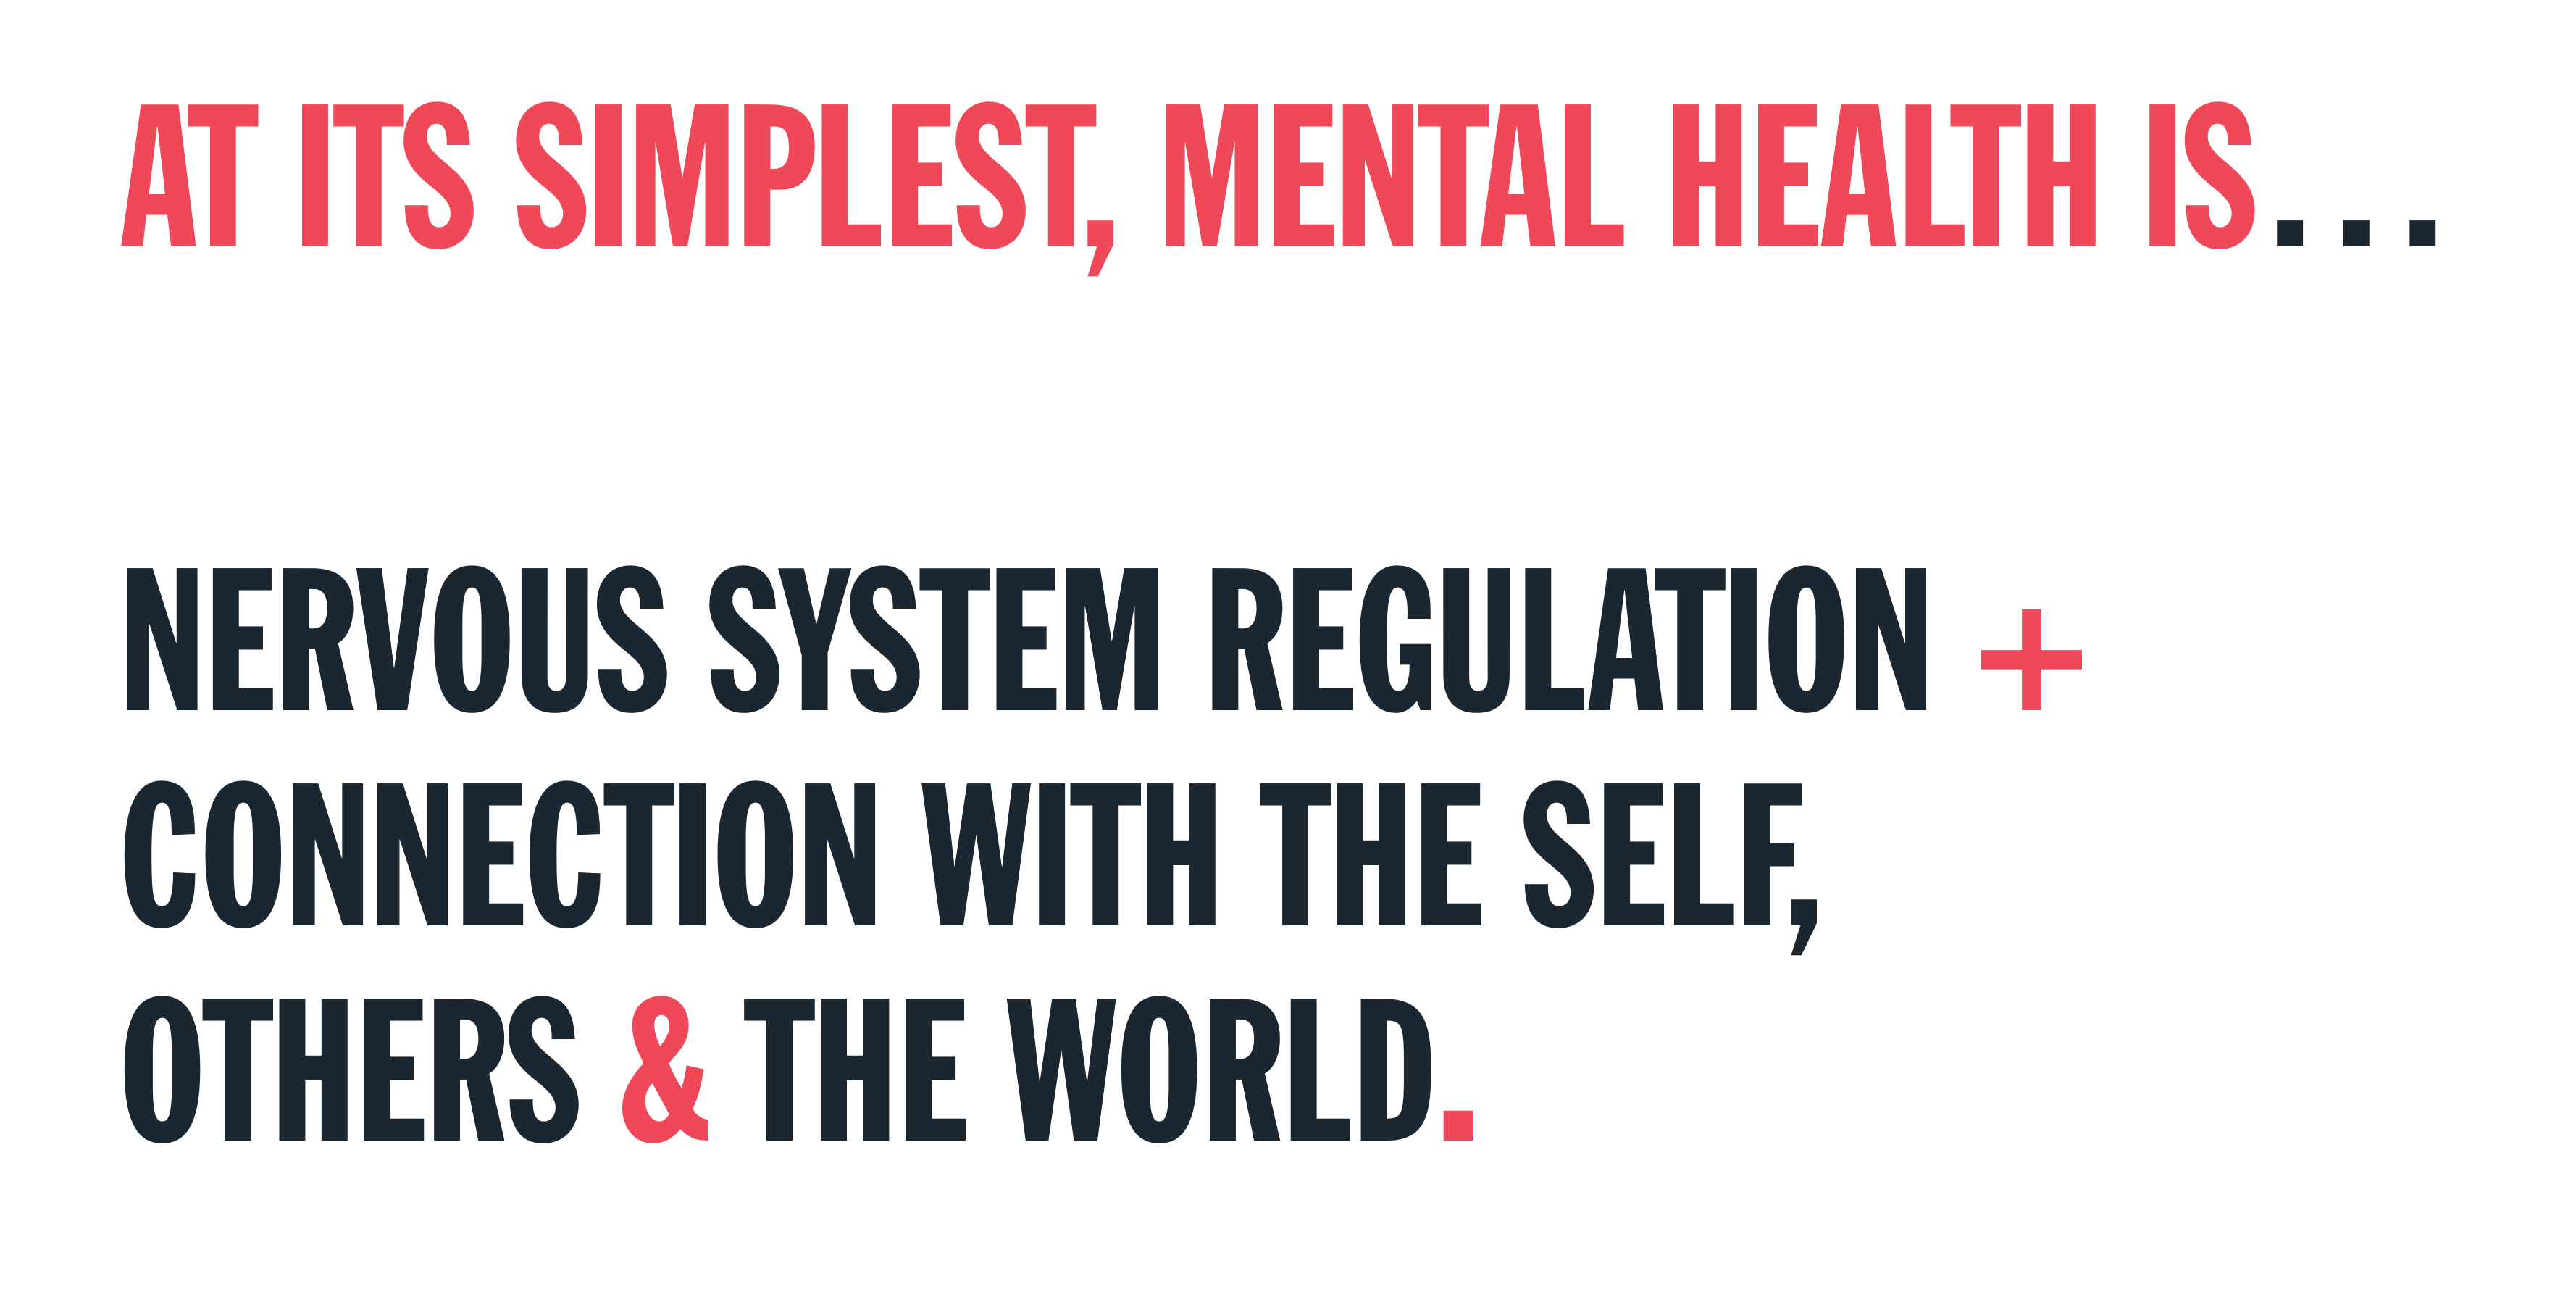 AT ITS SIMPLEST, MENTAL HEALTH IS...
NERVOUS SYSTEM REGULATION +
CONNECTION WITH THE SELF,
OTHERS & THE WORLD.